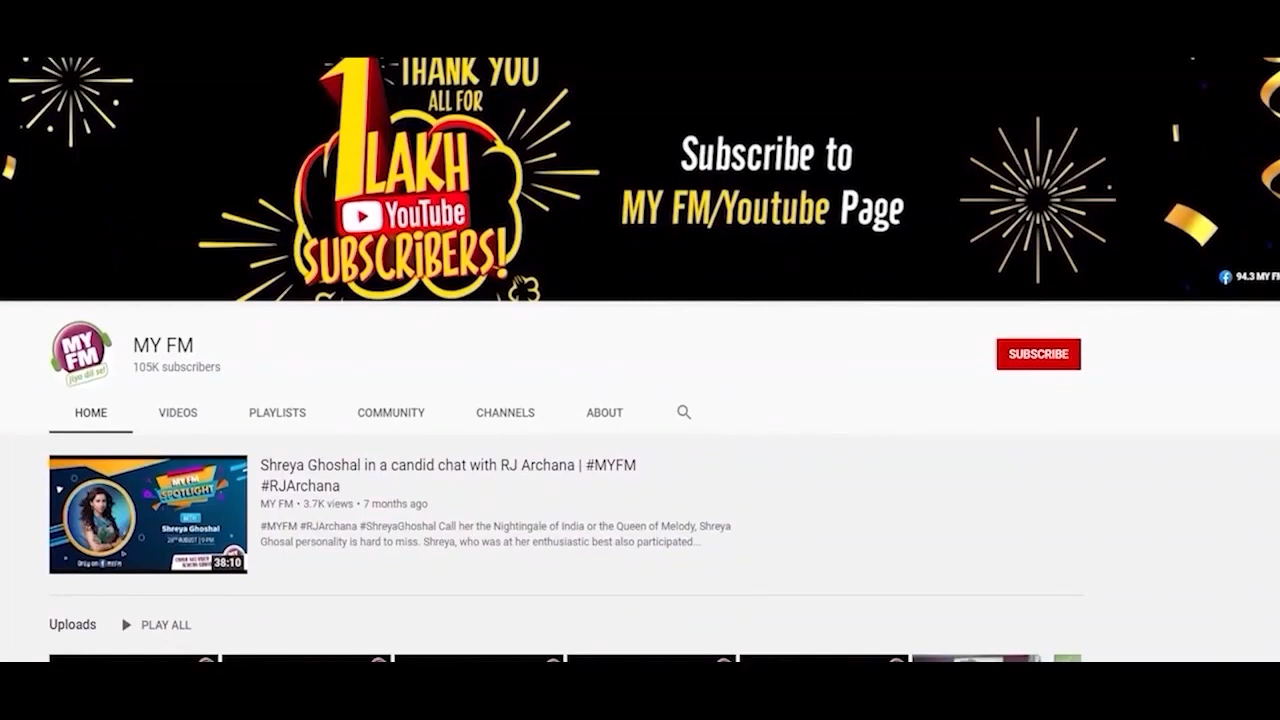 THANK YOU
ALL FOR
1 LAKH
YouTube
SUBSCRiBERS!
Subscribe to
MY FM/Youtube Page
94.3 MY
MY FM
jiyo dil se!
MY FM
105K subscribers
SUBSCRIBE
HOME VIDEOS PLAYLISTS COMMUNITY CHANNELS ABOUT
MY FM
SPOTLIGHT
WITH
Shreya Ghoshal
38:10
Shreya Ghoshal in a candid chat with RJ Archana | #MYFM
#RJArchana
MY FM • 3.7K views • 7 months ago
#MYFM #RJArchana #ShreyaGhoshal Call her the Nightingale of India or the Queen of Melody, Shreya
Ghosal personality is hard to miss. Shreya, who was at her enthusiastic best also participated...
Uploads PLAY ALL